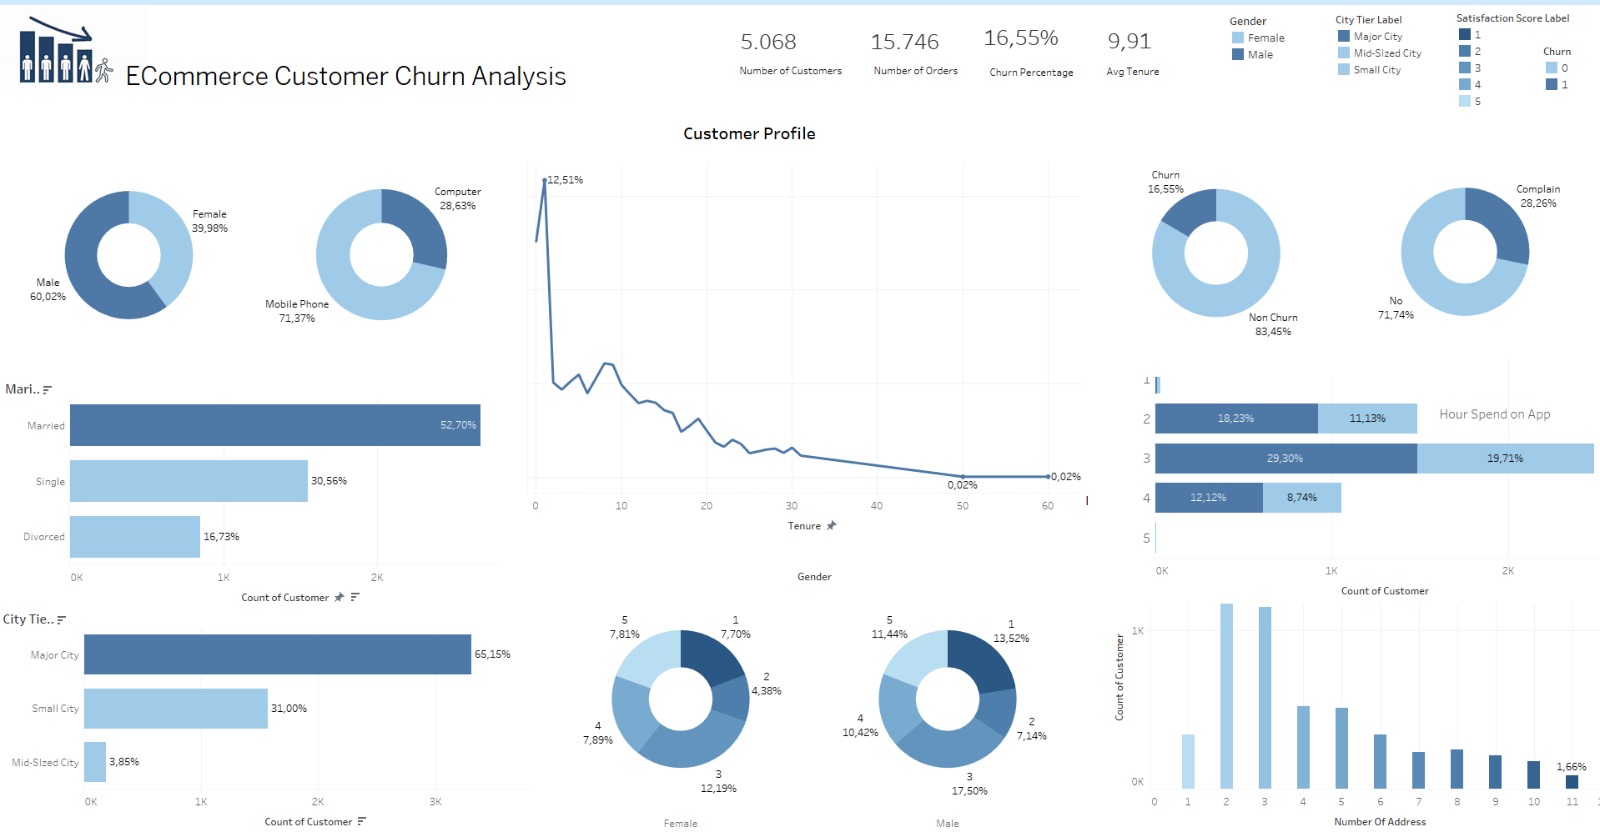 ECommerce Customer Churn Analysis
5.068
Number of Customers
15.746
Number of Orders
16,55%
Churn Percentage
9,91
Avg Tenure
Gender
Female
Male
City Tier Label
Major City
Mid-SIzed City
Small City
Satisfaction Score Label
1
2
3
4
5
Churn
0
1
Customer Profile
Female
39,98%
Male
60,02%
Computer
28,63%
Mobile Phone
71,37%
12,51%
0,02%
0,02%
0
10
20
30
40
50
60
Tenure
Churn
16,55%
Non Churn
83,45%
Complain
28,26%
No
71,74%
Mari..
Married
52,70%
Single
30,56%
Divorced
16,73%
0K
1K
2K
Count of Customer
1
2
18,23%
11,13%
Hour Spend on App
3
29,30%
19,71%
4
12,12%
8,74%
5
0K
1K
2K
Count of Customer
City Tie..
Major City
65,15%
Small City
31,00%
Mid-SIzed City
3,85%
0K
1K
2K
3K
Count of Customer
Gender
5
7,81%
1
7,70%
2
4,38%
4
7,89%
3
12,19%
Female
5
11,44%
1
13,52%
4
10,42%
2
7,14%
3
17,50%
Male
Count of Customer
1K
0K
1,66%
0
1
2
3
4
5
6
7
8
9
10
11
Number Of Address